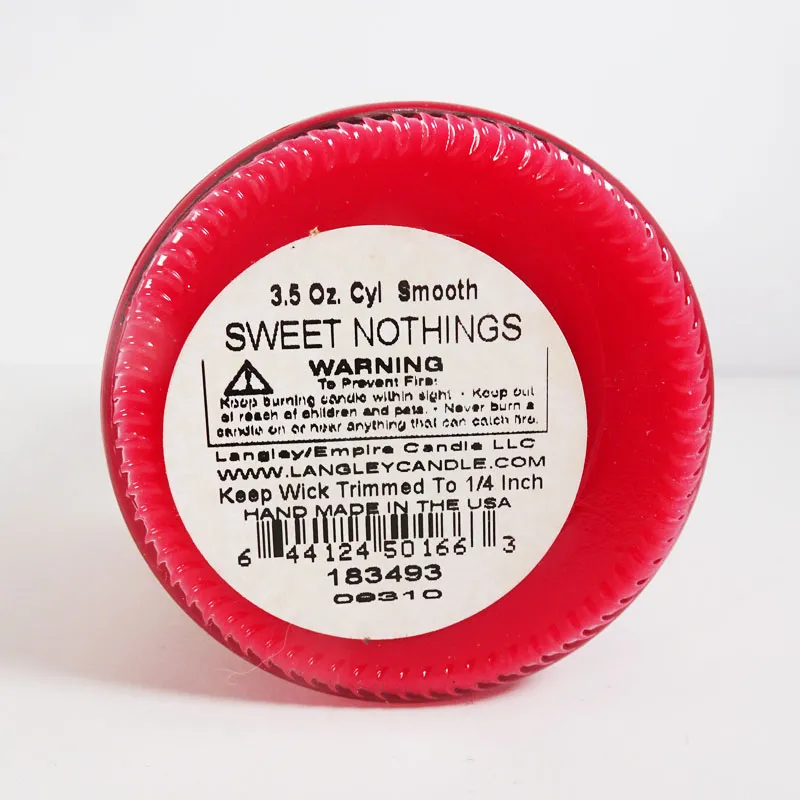 3.5 Oz. Cyl Smooth
SWEET NOTHINGS
WARNING
To Prevent Fire:
Keep burning candle within sight • Keep out
of reach of children and pets. • Never burn a
candle on or near anything that can catch fire.
Langley/Empire Candle LLC
WWW.LANGLEYCANDLE.COM
Keep Wick Trimmed To 1/4 Inch
HAND MADE IN THE USA
6 44124 50166 3
183493
09310